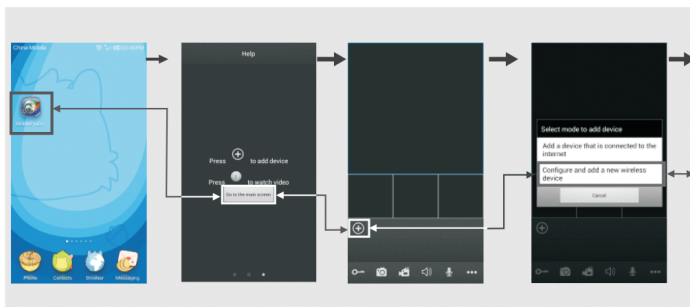 China Mobile
Help
Press to add device
Press to watch video
Go to the main screen
Select mode to add device
Add a device that is connected to the
internet
Configure and add a new wireless
device
Cancel
Phone
Contacts
Browser
Messaging